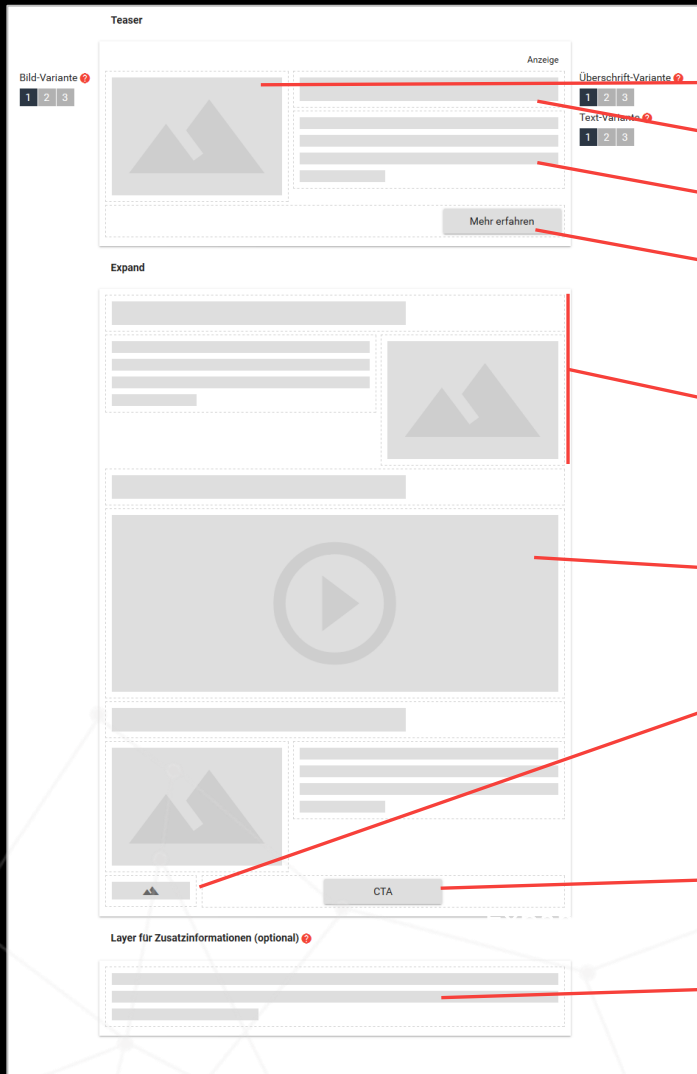 Teaser
Anzeige
Bild-Variante ?
1 2 3
Überschrift-Variante ?
1 2 3
Text-Variante ?
1 2 3
Mehr erfahren
Expand
CTA
Layer für Zusatzinformationen (optional) ?